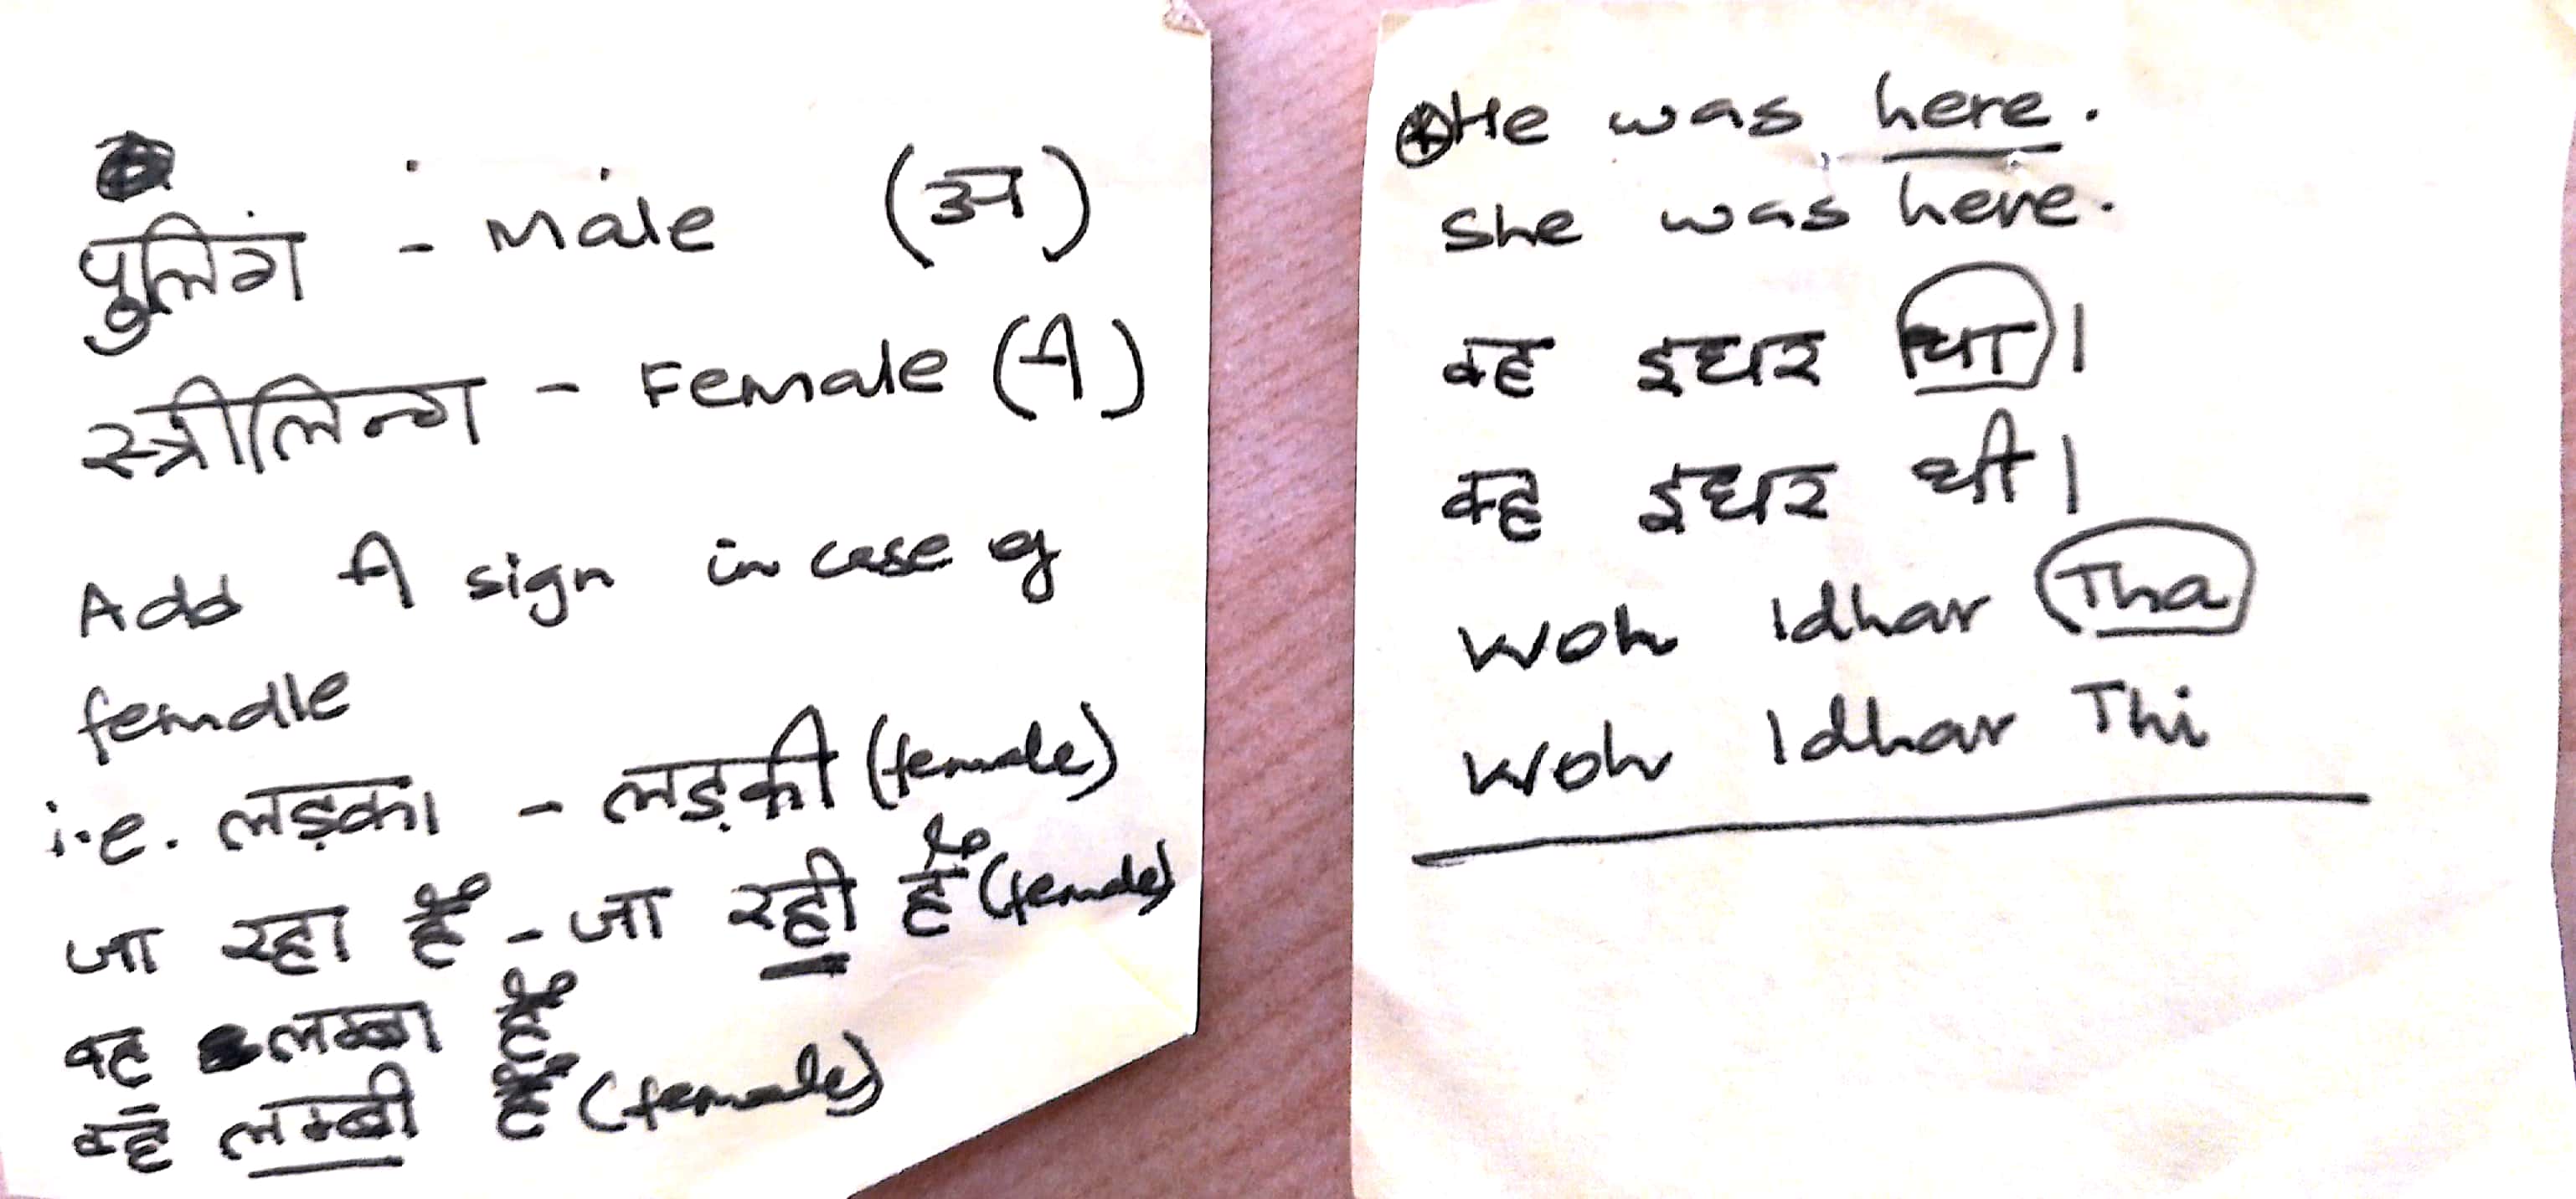 पुलिंग - Male (अ)
स्त्रीलिन्ग - Female (ी)
Add ी sign in case of
female
i.e. लड़का - लड़की (female)
जा रहा हैं - जा रही हैं (female)
वह लम्बा हैं
वह लम्बी हैं (female)
He was here.
She was here.
वह इधर था।
वह इधर थी।
Woh Idhar Tha
Woh Idhar Thi